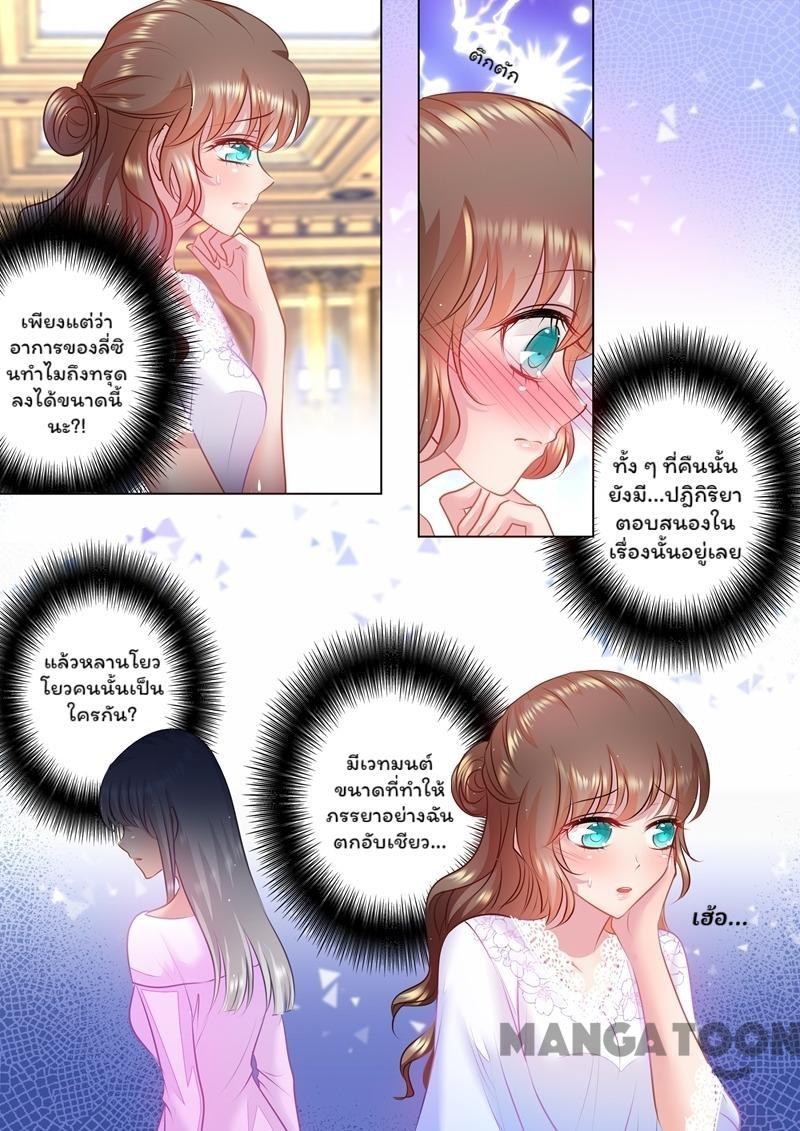 ตึกตัก
เพียงแต่ว่า
อาการของลี่ซิ
นทำไมถึงทรุด
ลงได้ขนาดนี้
นะ?!
ทั้ง ๆ ที่คืนนั้น
ยังมี...ปฏิกิริยา
ตอบสนองใน
เรื่องนั้นอยู่เลย
แล้วหลานโยว
โยวคนนั้นเป็น
ใครกัน?
มีเวทมนต์
ขนาดที่ทำให้
ภรรยาอย่างฉัน
ตกอับเชียว...
เฮ้อ...
MANGATOON